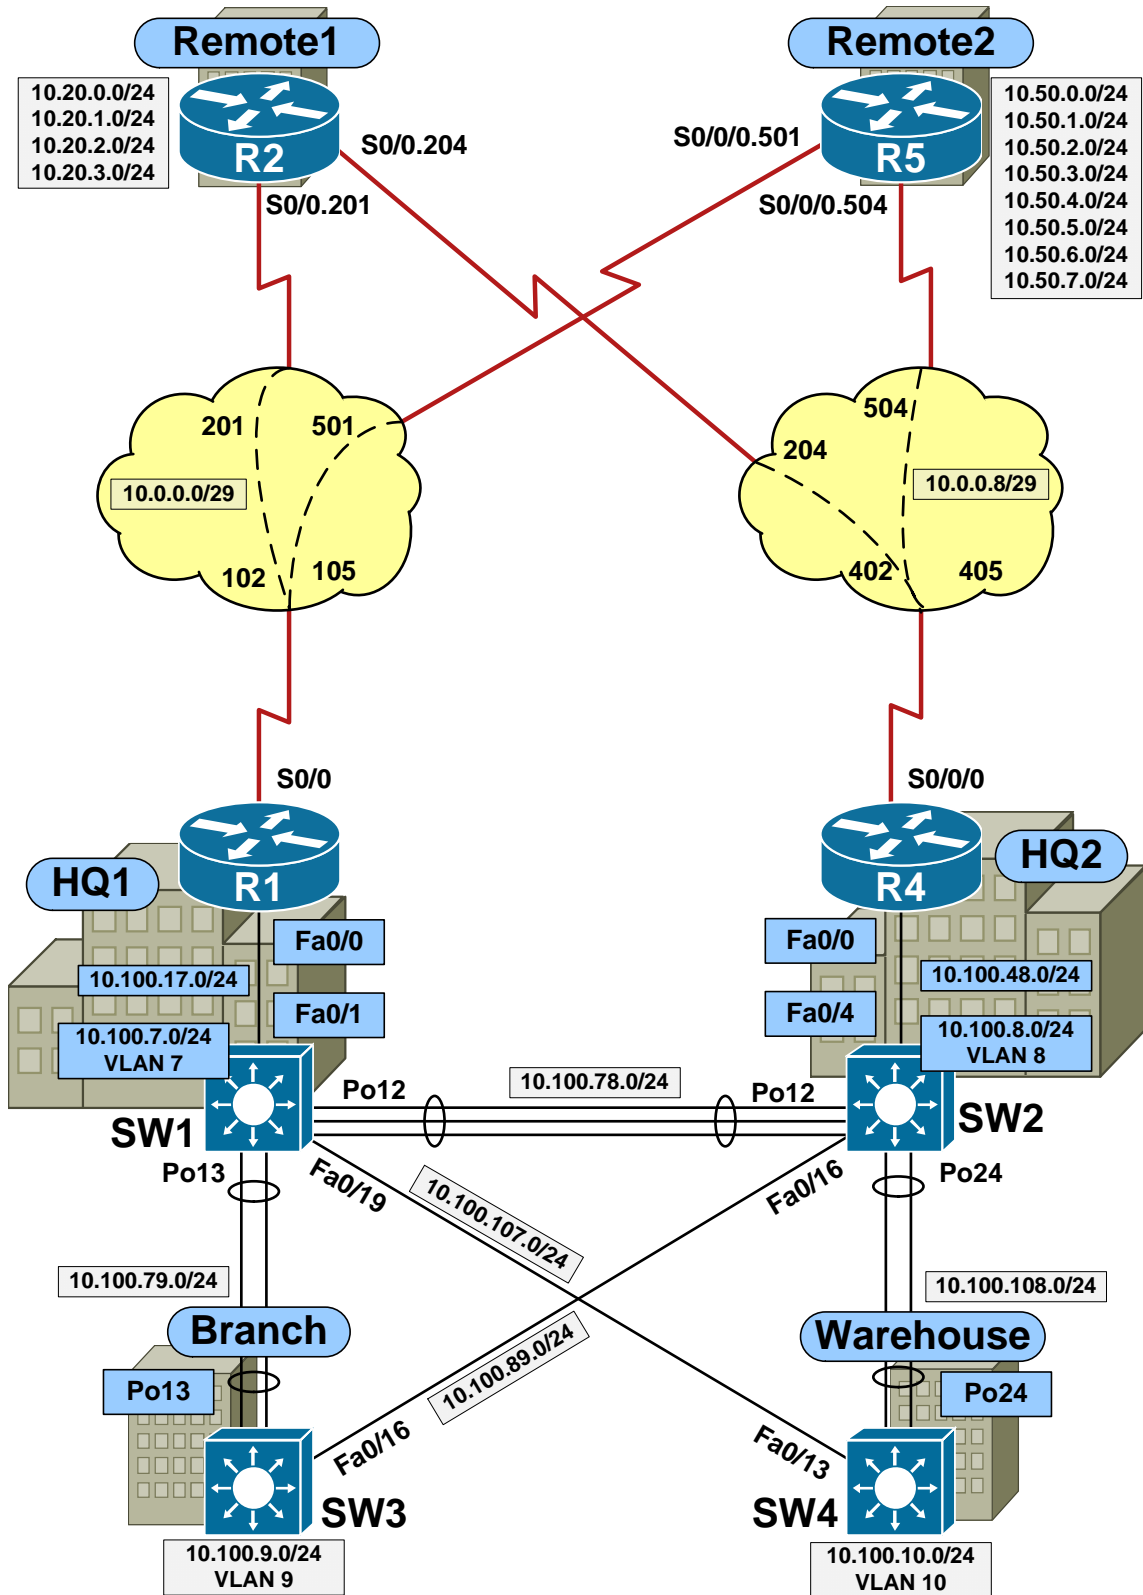 Remote1
Remote2
10.20.0.0/24
10.20.1.0/24
10.20.2.0/24
10.20.3.0/24
R2
S0/0.204
S0/0.201
S0/0/0.501
R5
S0/0/0.504
10.50.0.0/24
10.50.1.0/24
10.50.2.0/24
10.50.3.0/24
10.50.4.0/24
10.50.5.0/24
10.50.6.0/24
10.50.7.0/24
201
501
10.0.0.0/29
102
105
504
204
10.0.0.8/29
402
405
S0/0
S0/0/0
HQ1
R1
R4
HQ2
Fa0/0
10.100.17.0/24
Fa0/1
10.100.7.0/24
VLAN 7
Fa0/0
10.100.48.0/24
Fa0/4
10.100.8.0/24
VLAN 8
Po12
10.100.78.0/24
Po12
SW1
SW2
Po13
Fa0/19
10.100.107.0/24
Fa0/16
Po24
10.100.79.0/24
10.100.108.0/24
Branch
10.100.89.0/24
Warehouse
Po13
Po24
Fa0/16
Fa0/13
SW3
SW4
10.100.9.0/24
VLAN 9
10.100.10.0/24
VLAN 10